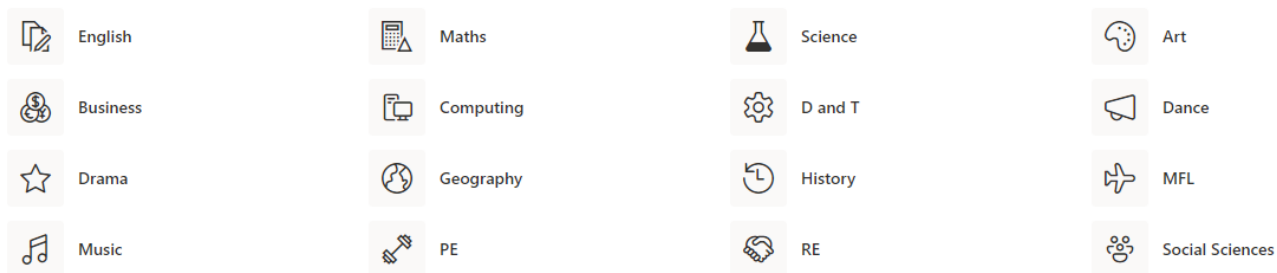 English
Maths
Science
Art
Business
Computing
D and T
Dance
Drama
Geography
History
MFL
Music
PE
RE
Social Sciences